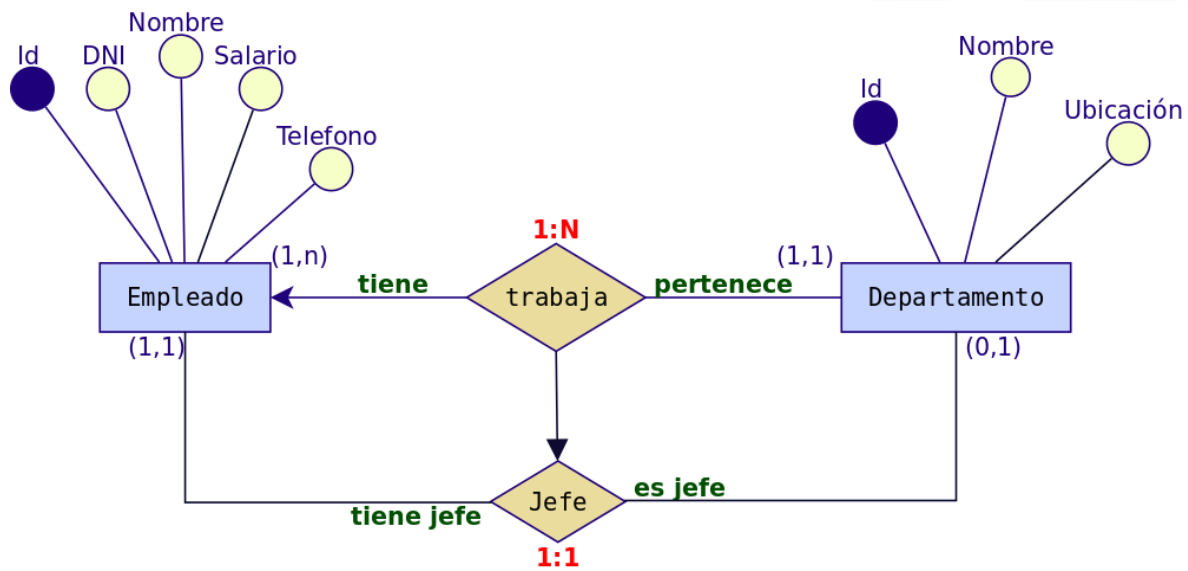 Nombre
Id
DNI
Salario
Telefono
Nombre
Id
Ubicación
1:N
(1,n)
(1,1)
tiene
pertenece
Empleado
trabaja
Departamento
(1,1)
(0,1)
Jefe
es jefe
tiene jefe
1:1